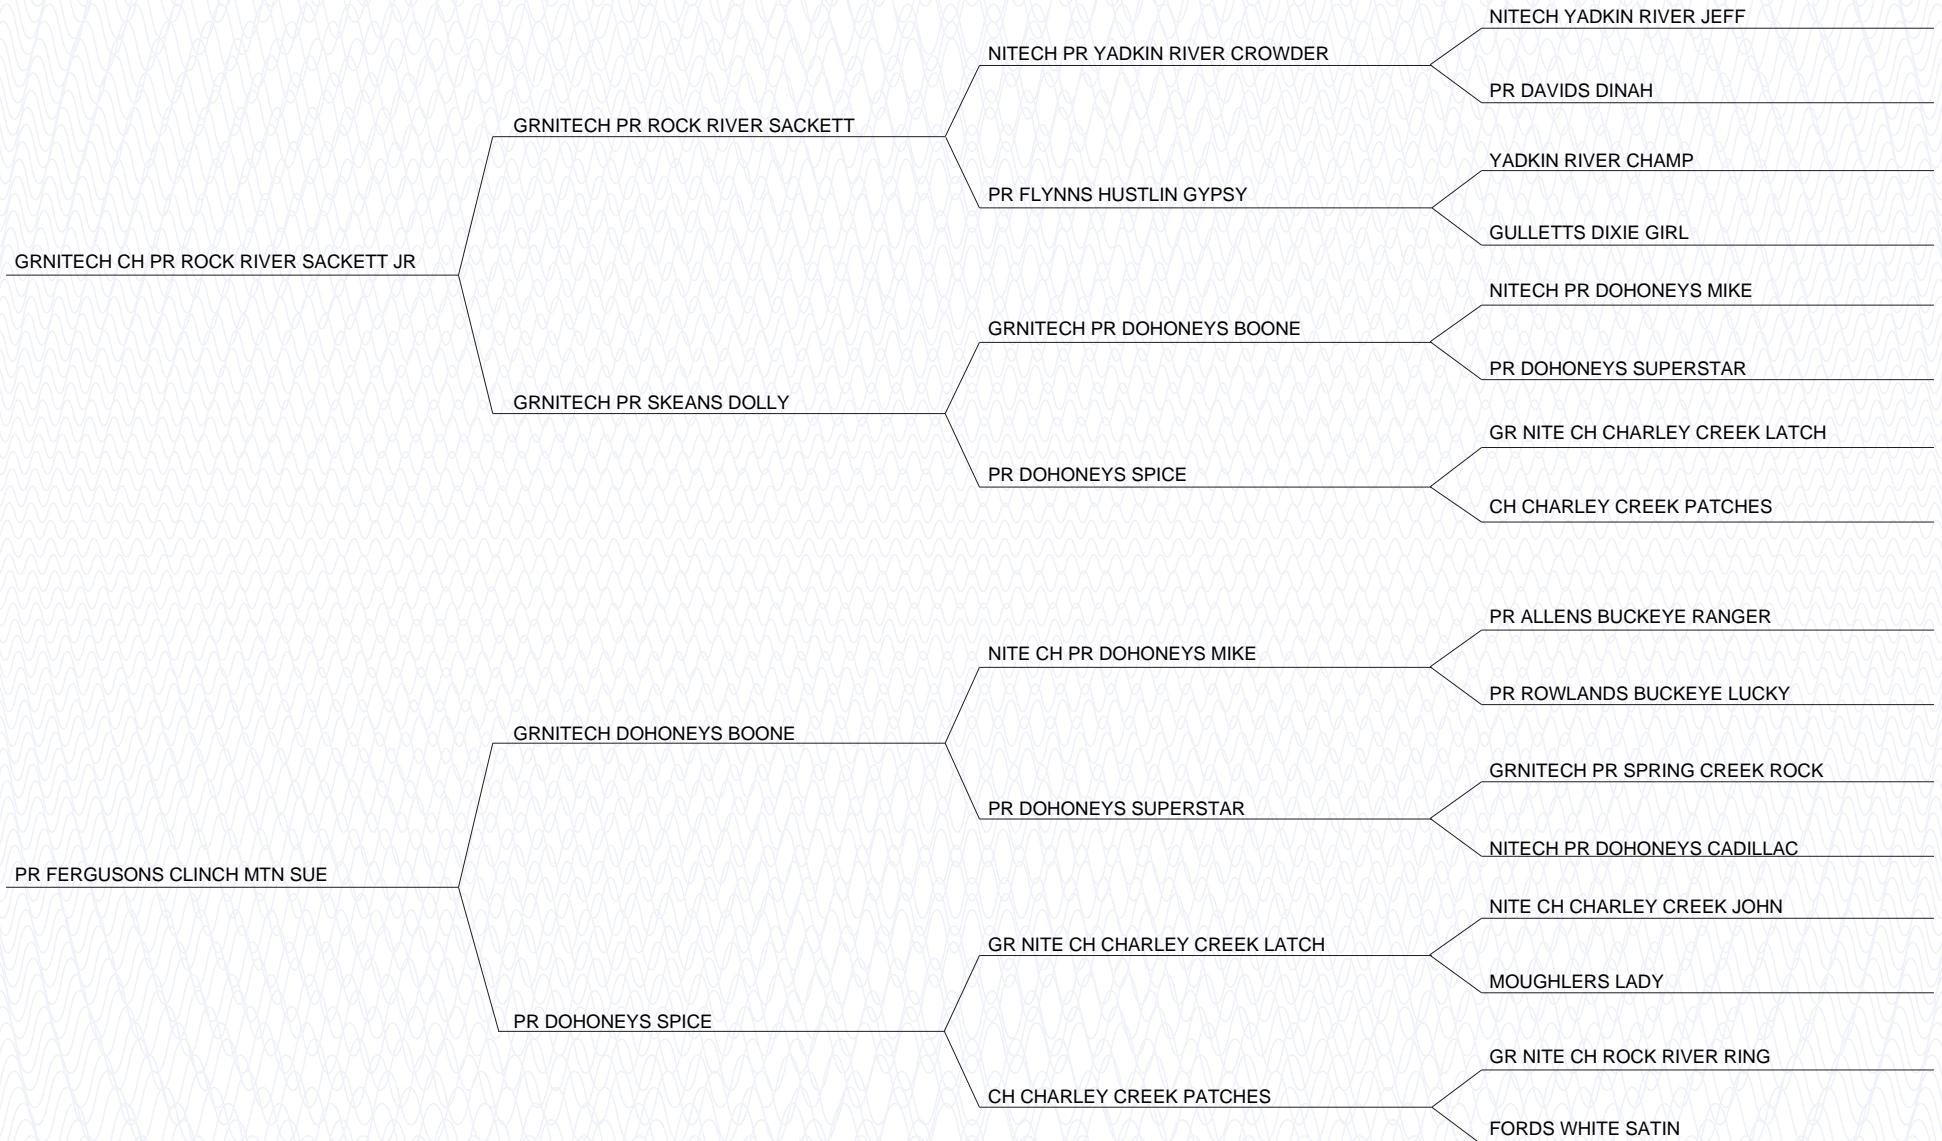 NITECH YADKIN RIVER JEFF
NITECH PR YADKIN RIVER CROWDER
PR DAVIDS DINAH
GRNITECH PR ROCK RIVER SACKETT
YADKIN RIVER CHAMP
PR FLYNNS HUSTLIN GYPSY
GULLETTS DIXIE GIRL
GRNITECH CH PR ROCK RIVER SACKETT JR
NITECH PR DOHONEYS MIKE
GRNITECH PR DOHONEYS BOONE
PR DOHONEYS SUPERSTAR
GRNITECH PR SKEANS DOLLY
GR NITE CH CHARLEY CREEK LATCH
PR DOHONEYS SPICE
CH CHARLEY CREEK PATCHES
PR ALLENS BUCKEYE RANGER
NITE CH PR DOHONEYS MIKE
PR ROWLANDS BUCKEYE LUCKY
GRNITECH DOHONEYS BOONE
GRNITECH PR SPRING CREEK ROCK
PR DOHONEYS SUPERSTAR
NITECH PR DOHONEYS CADILLAC
PR FERGUSONS CLINCH MTN SUE
NITE CH CHARLEY CREEK JOHN
GR NITE CH CHARLEY CREEK LATCH
MOUGHLERS LADY
PR DOHONEYS SPICE
GR NITE CH ROCK RIVER RING
CH CHARLEY CREEK PATCHES
FORDS WHITE SATIN